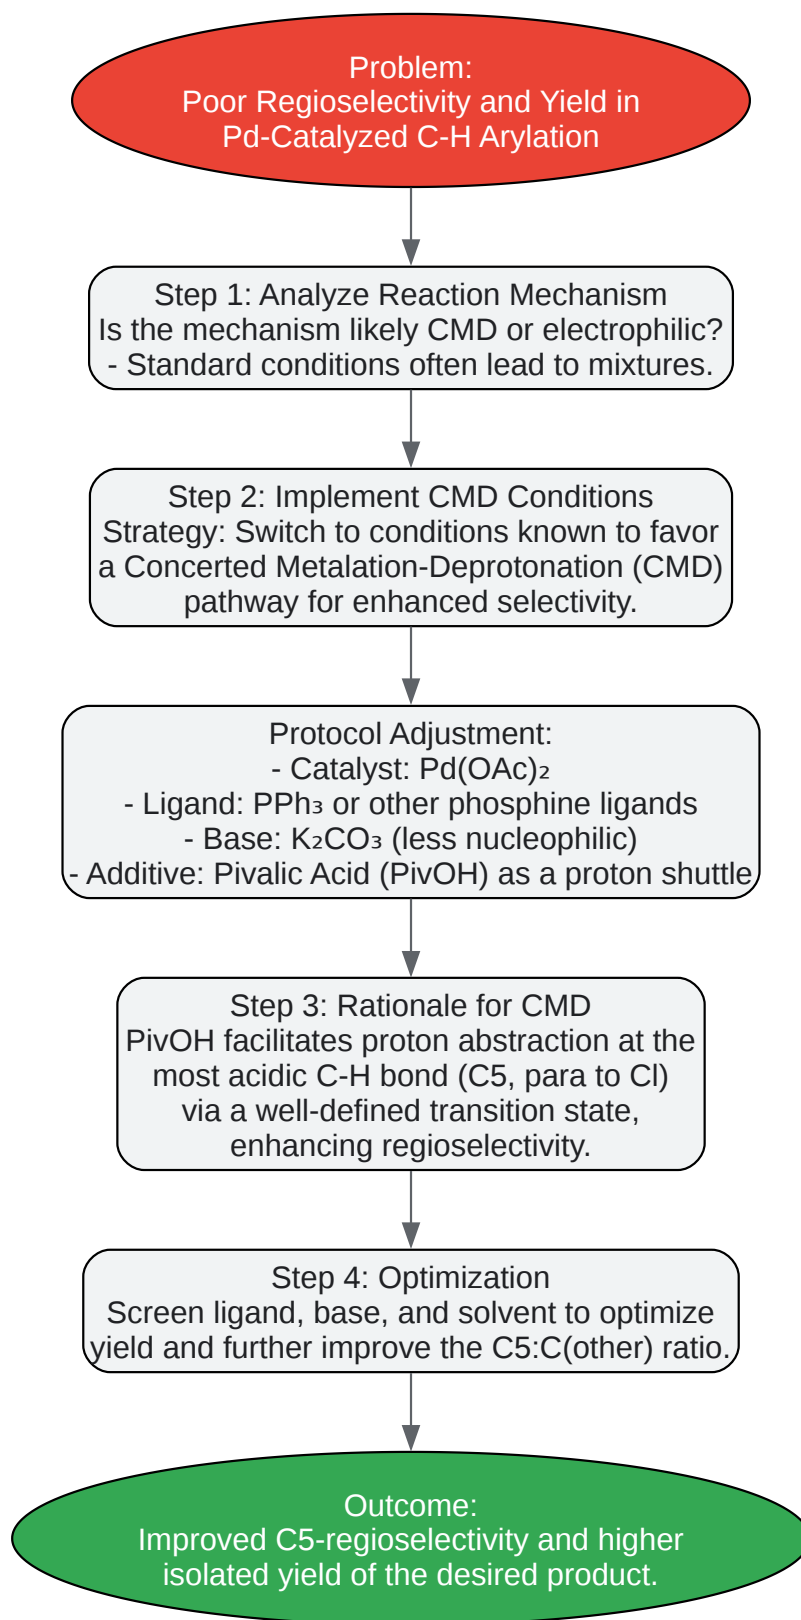 Problem:
Poor Regioselectivity and Yield in
Pd-Catalyzed C-H Arylation
Step 1: Analyze Reaction Mechanism
Is the mechanism likely CMD or electrophilic?
- Standard conditions often lead to mixtures.
Step 2: Implement CMD Conditions
Strategy: Switch to conditions known to favor
a Concerted Metalation-Deprotonation (CMD)
pathway for enhanced selectivity.
Protocol Adjustment:
- Catalyst: Pd(OAc)₂
- Ligand: PPh₃ or other phosphine ligands
- Base: K₂CO₃ (less nucleophilic)
- Additive: Pivalic Acid (PivOH) as a proton shuttle
Step 3: Rationale for CMD
PivOH facilitates proton abstraction at the
most acidic C-H bond (C5, para to Cl)
via a well-defined transition state,
enhancing regioselectivity.
Step 4: Optimization
Screen ligand, base, and solvent to optimize
yield and further improve the C5:C(other) ratio.
Outcome:
Improved C5-regioselectivity and higher
isolated yield of the desired product.